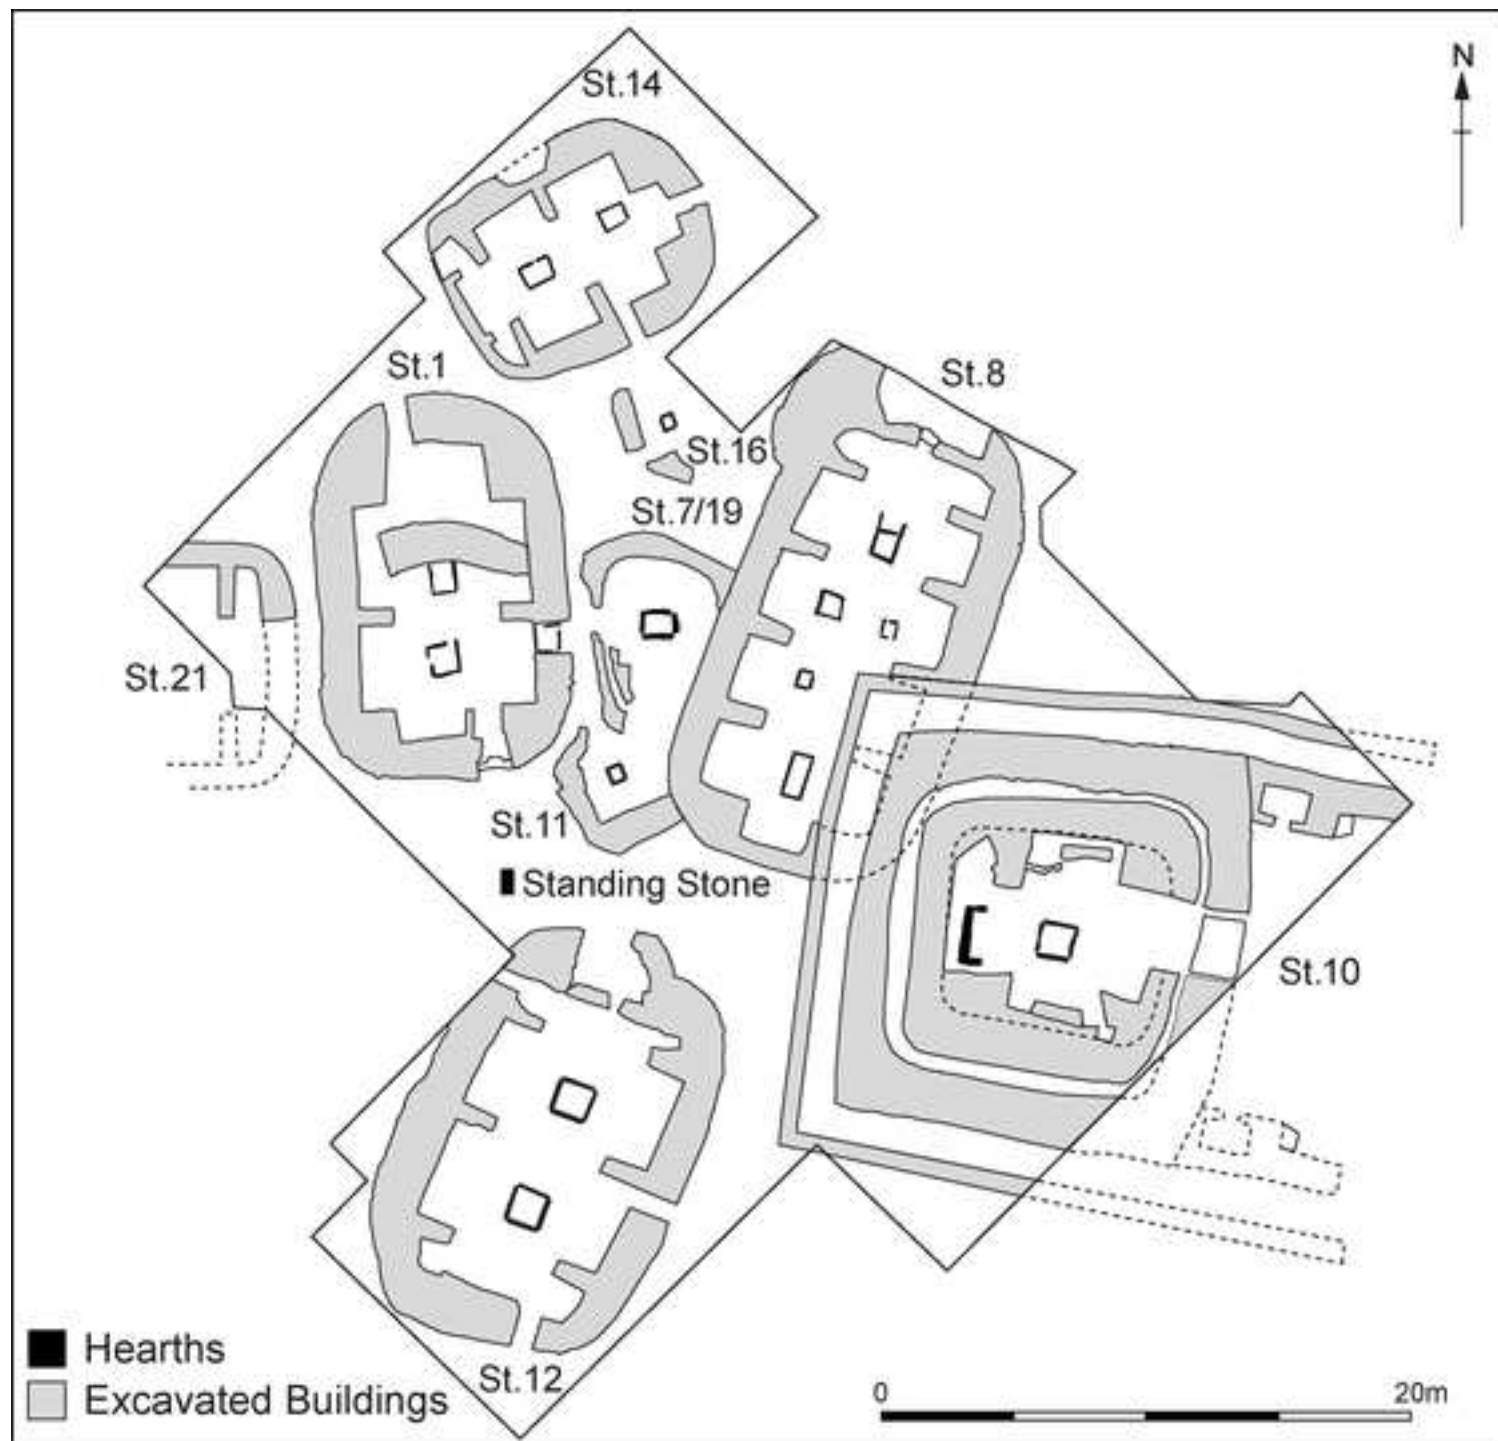 N
St.14
St.1
St.8
St.16
St.7/19
St.21
St.11
Standing Stone
St.10
St.12
Hearths
Excavated Buildings
0 20m